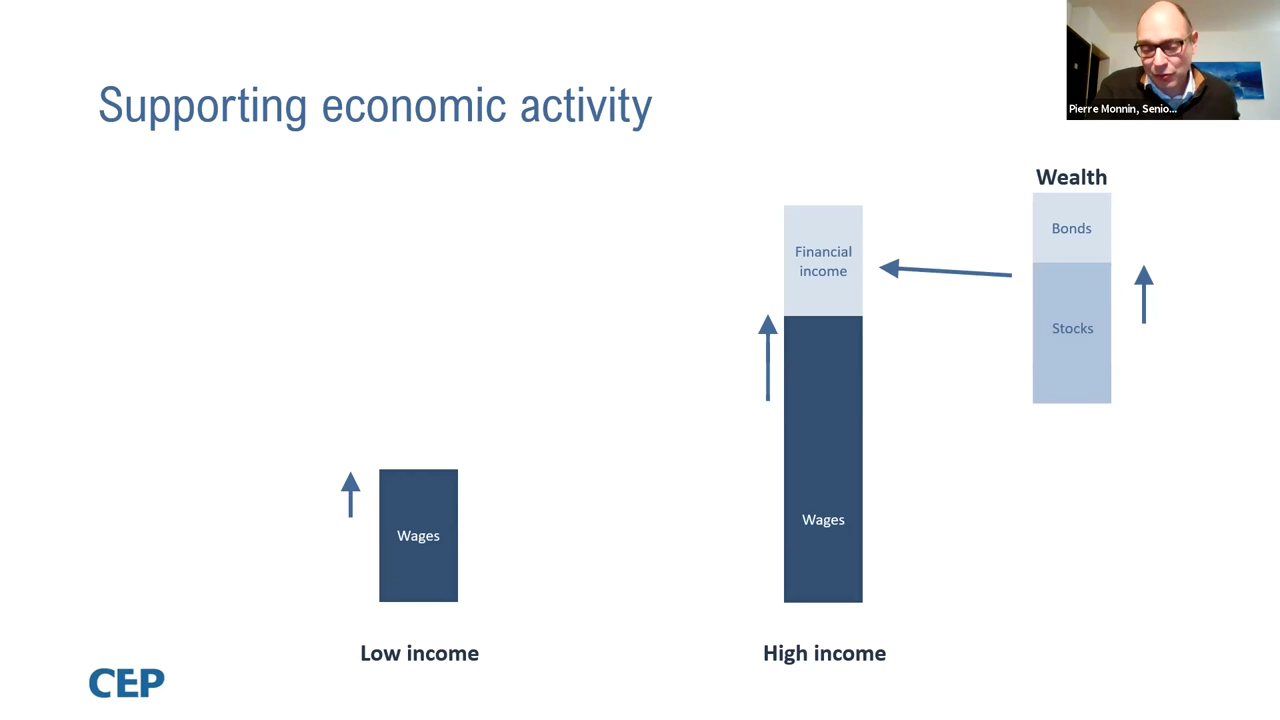 Supporting economic activity
Pierre Monnin, Senio...
Wealth
Bonds
Stocks
Financial
income
Wages
Wages
Low income
High income
CEP